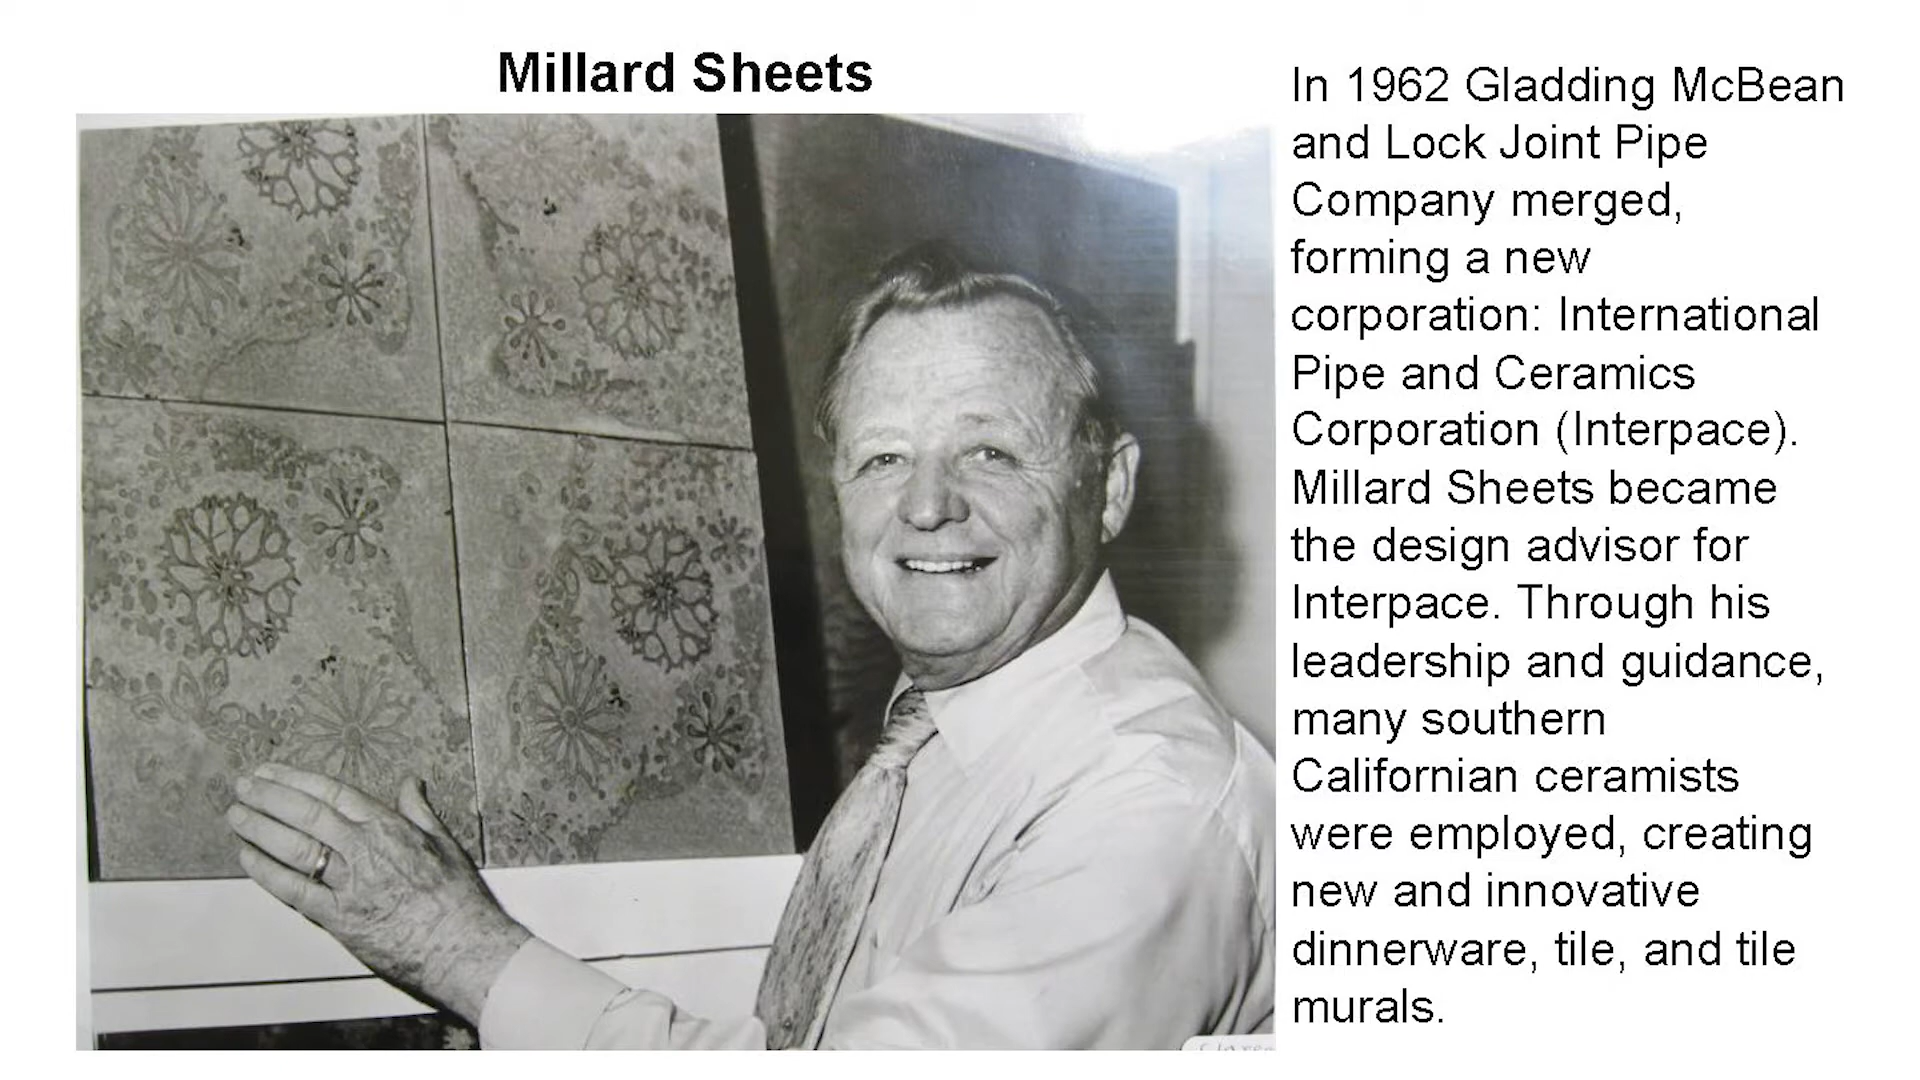 Millard Sheets
In 1962 Gladding McBean
and Lock Joint Pipe
Company merged,
forming a new
corporation: International
Pipe and Ceramics
Corporation (Interpace).
Millard Sheets became
the design advisor for
Interpace. Through his
leadership and guidance,
many southern
Californian ceramists
were employed, creating
new and innovative
dinnerware, tile, and tile
murals.